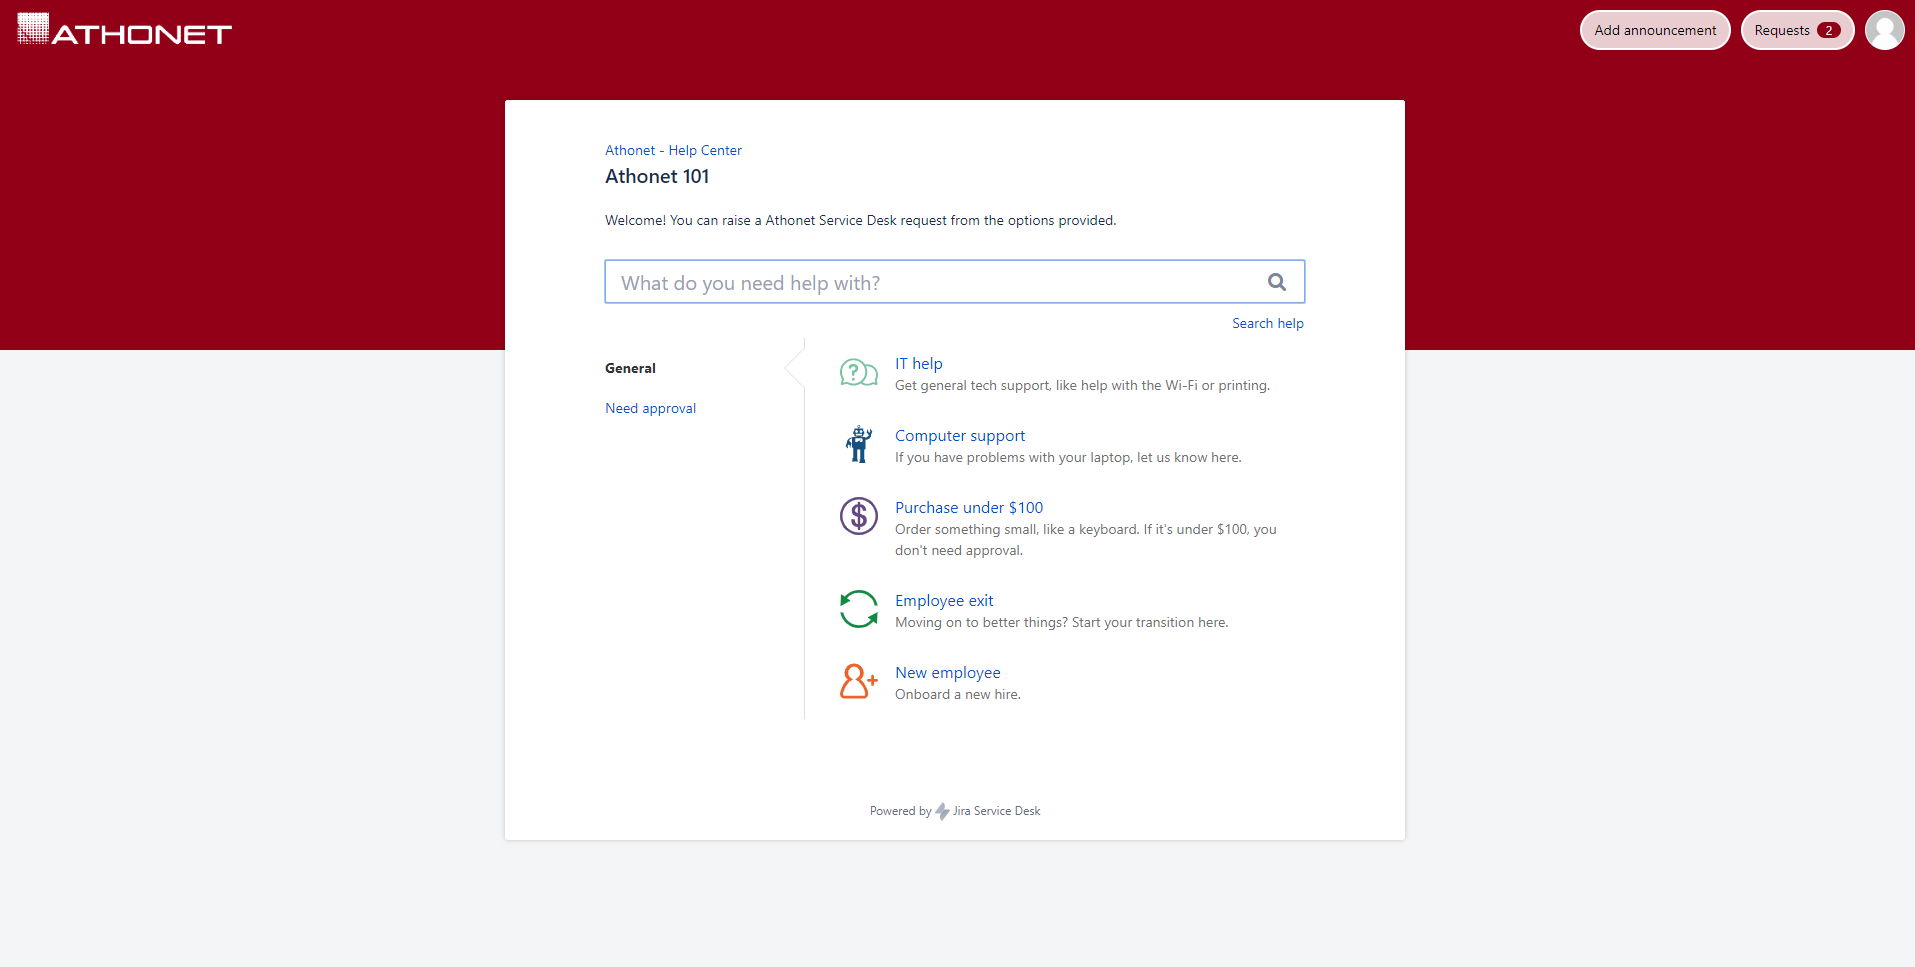 ATHONET
Add announcement
Requests 2
Athonet - Help Center
Athonet 101
Welcome! You can raise a Athonet Service Desk request from the options provided.
What do you need help with?
Search help
General
Need approval
IT help
Get general tech support, like help with the Wi-Fi or printing.
Computer support
If you have problems with your laptop, let us know here.
Purchase under $100
Order something small, like a keyboard. If it's under $100, you
don't need approval.
Employee exit
Moving on to better things? Start your transition here.
New employee
Onboard a new hire.
Powered by Jira Service Desk